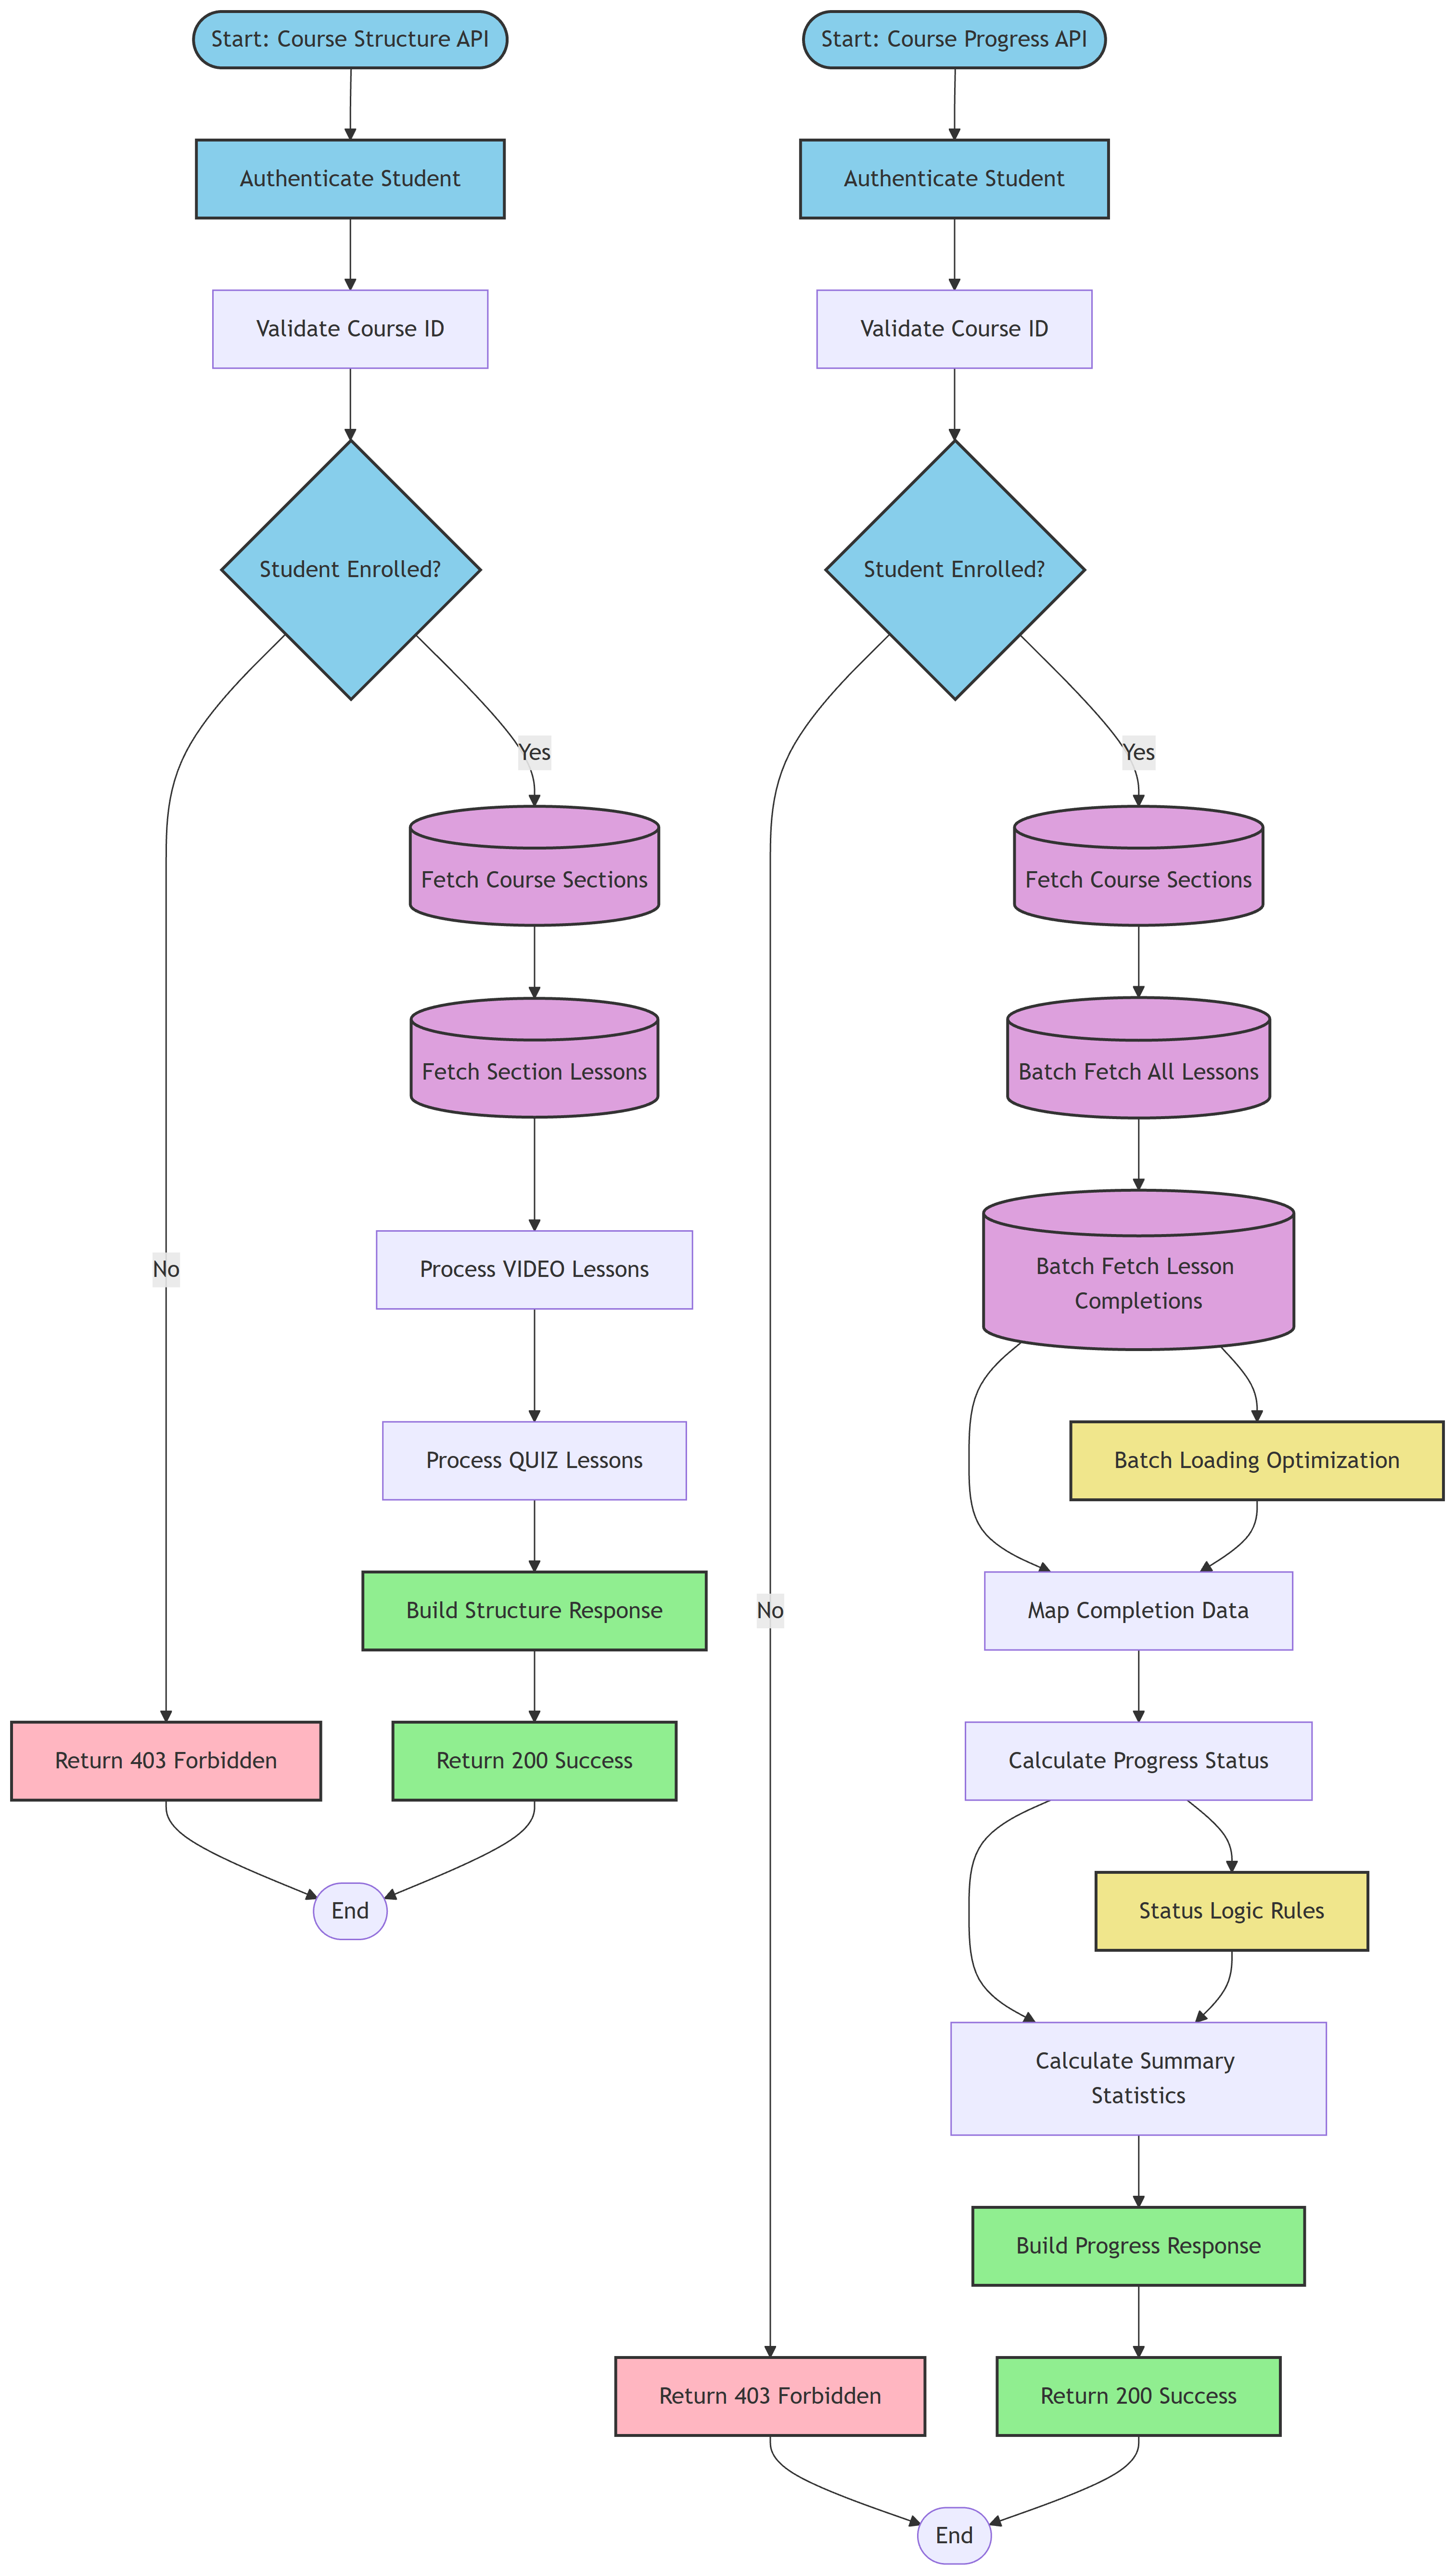 Start: Course Structure API
Authenticate Student
Validate Course ID
Student Enrolled?
Yes
No
Fetch Course Sections
Fetch Section Lessons
Process VIDEO Lessons
Process QUIZ Lessons
Build Structure Response
Return 403 Forbidden
Return 200 Success
End
Start: Course Progress API
Authenticate Student
Validate Course ID
Student Enrolled?
Yes
No
Fetch Course Sections
Batch Fetch All Lessons
Batch Fetch Lesson
Completions
Batch Loading Optimization
Map Completion Data
Calculate Progress Status
Status Logic Rules
Calculate Summary
Statistics
Build Progress Response
Return 403 Forbidden
Return 200 Success
End